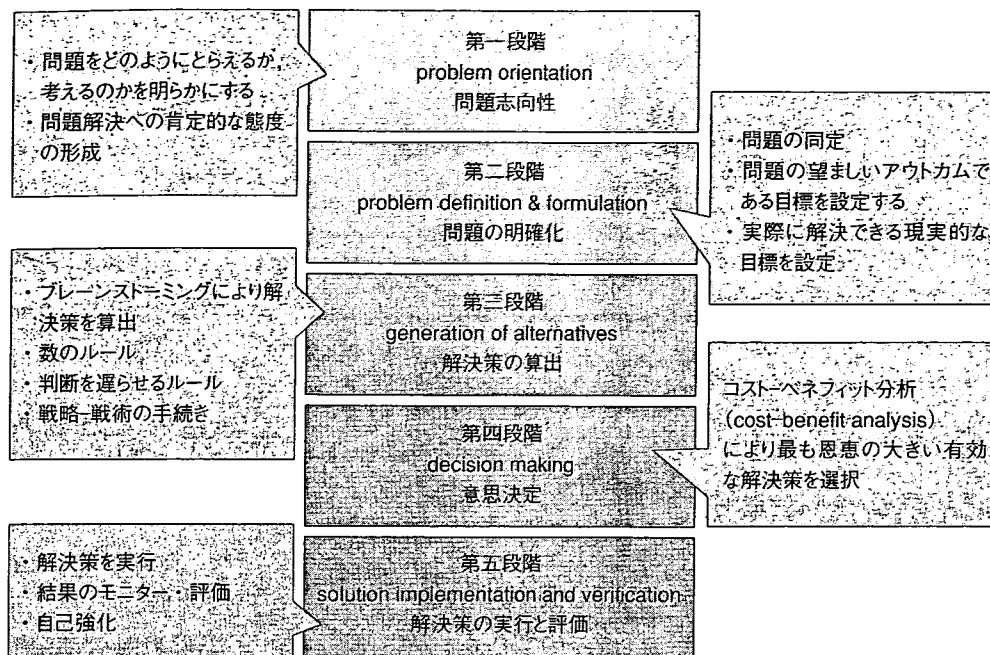 ・問題をどのようにとらえるか,
考えるのかを明らかにする
・問題解決への肯定的な態度
の形成
第一段階
problem orientation
問題志向性
第二段階
problem definition & formulation
問題の明確化
・問題の同定
・問題の望ましいアウトカムで
ある目標を設定する
・実際に解決できる現実的な
目標を設定
・ブレーンストーミングにより解
決策を算出
・数のルール
・判断を遅らせるルール
・戦略–戦術の手続き
第三段階
generation of alternatives
解決策の算出
第四段階
decision making
意思決定
コスト–ベネフィット分析
(cost–benefit analysis)
により最も恩恵の大きい有効
な解決策を選択
・解決策を実行
・結果のモニター・評価
・自己強化
第五段階
solution implementation and verification
解決策の実行と評価